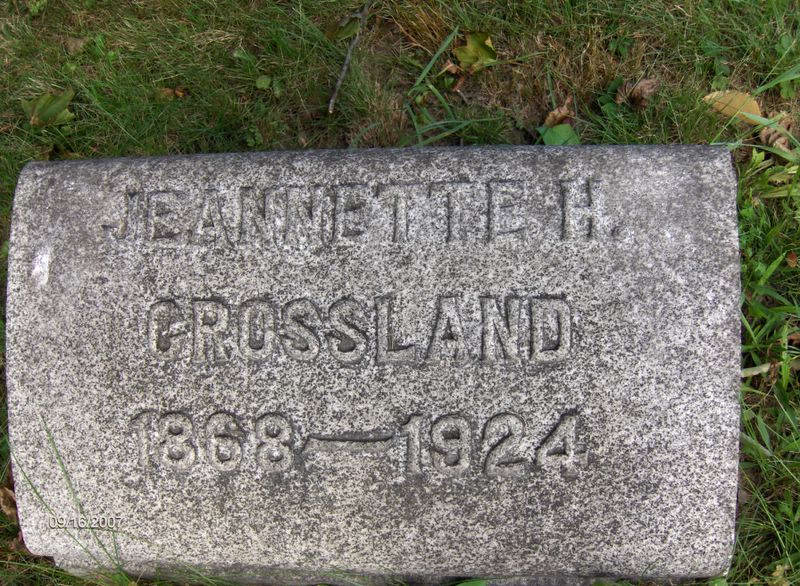 JEANNETTE H.
CROSSLAND
1868—1924
09/16/2007